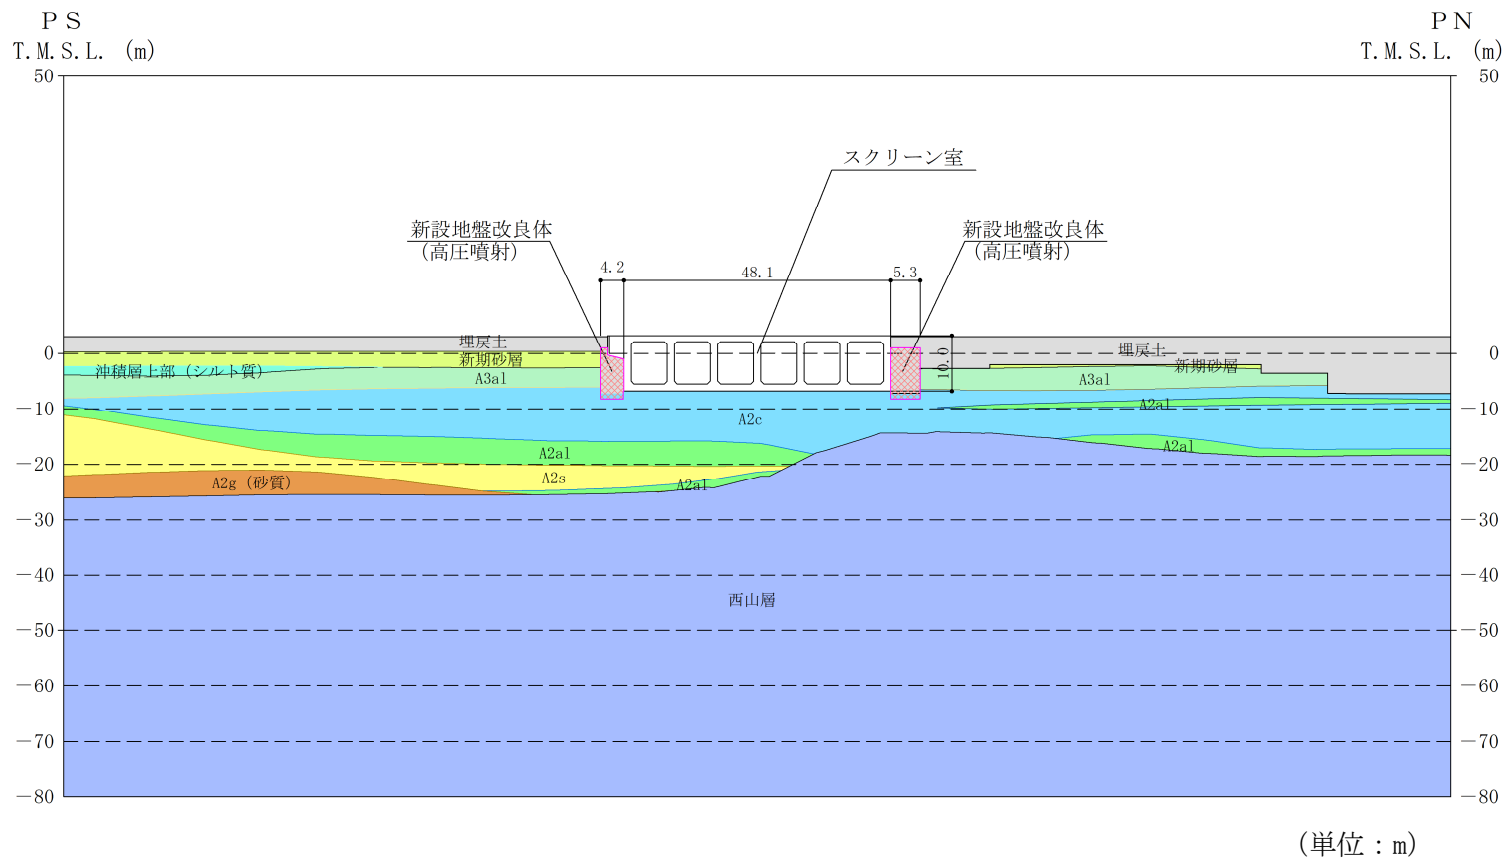 ＰＳ
ＰＮ
T.M.S.L. (m)
T.M.S.L. (m)
50
50
スクリーン室
新設地盤改良体
（高圧噴射）
新設地盤改良体
（高圧噴射）
4.2
48.1
5.3
10.0
埋戻土
埋戻土
0
0
新期砂層
新期砂層
沖積層上部（シルト質）
A3al
A3al
−10
−10
A2c
A2al
A2al
A2al
−20
−20
A2g（砂質）
A2s
A2al
−30
−30
−40
−40
西山層
−50
−50
−60
−60
−70
−70
−80
−80
（単位：m）